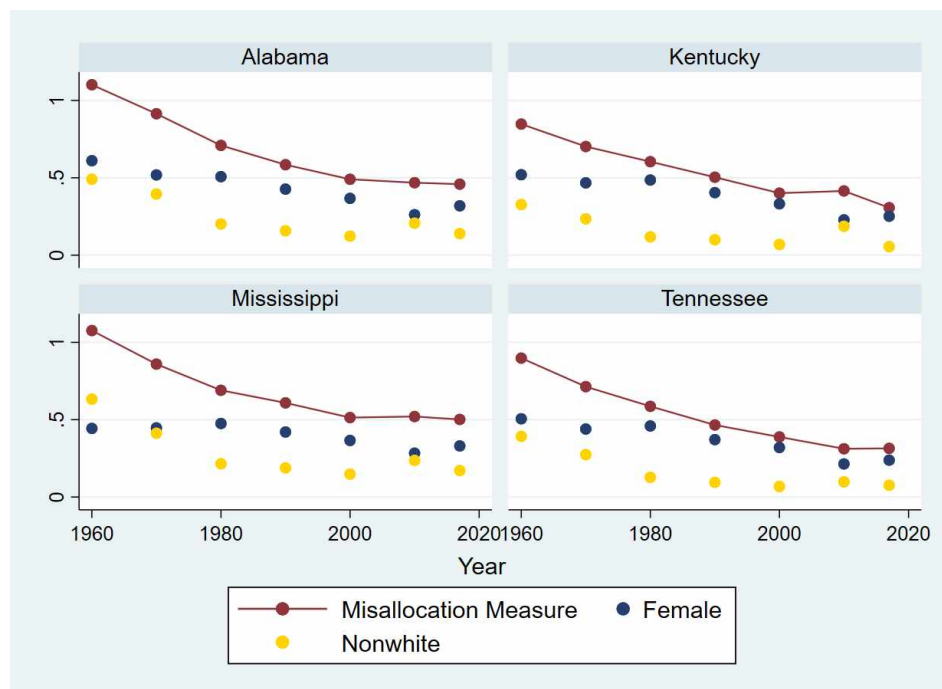 Alabama
Kentucky
1
.5
0
Mississippi
Tennessee
1
.5
0
1960 1980 2000 2020 1960 1980 2000 2020
Year
Misallocation Measure
Female
Nonwhite